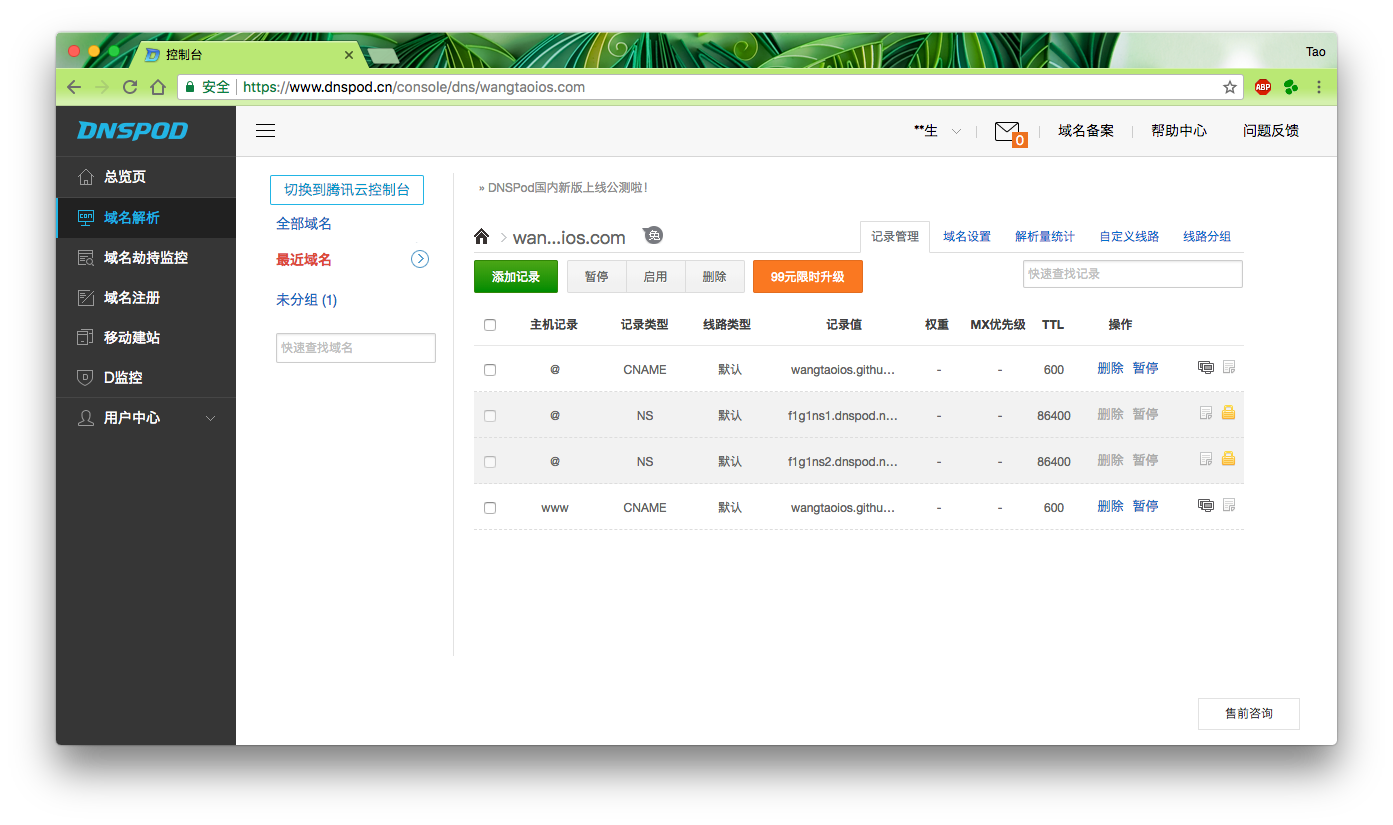 控制台
Tao
安全 https://www.dnspod.cn/console/dns/wangtaoios.com
ABP
DNSPOD
**生
0
域名备案
帮助中心
问题反馈
总览页
域名解析
域名劫持监控
域名注册
移动建站
D监控
用户中心
切换到腾讯云控制台
全部域名
最近域名
未分组 (1)
快速查找域名
» DNSPod国内新版上线公测啦!
wan...ios.com 免
记录管理 域名设置 解析量统计 自定义线路 线路分组
添加记录 暂停 启用 删除 99元限时升级 快速查找记录
主机记录 记录类型 线路类型 记录值 权重 MX优先级 TTL 操作
@ CNAME 默认 wangtaoios.githu... - - 600 删除 暂停
@ NS 默认 f1g1ns1.dnspod.n... - - 86400 删除 暂停
@ NS 默认 f1g1ns2.dnspod.n... - - 86400 删除 暂停
www CNAME 默认 wangtaoios.githu... - - 600 删除 暂停
售前咨询